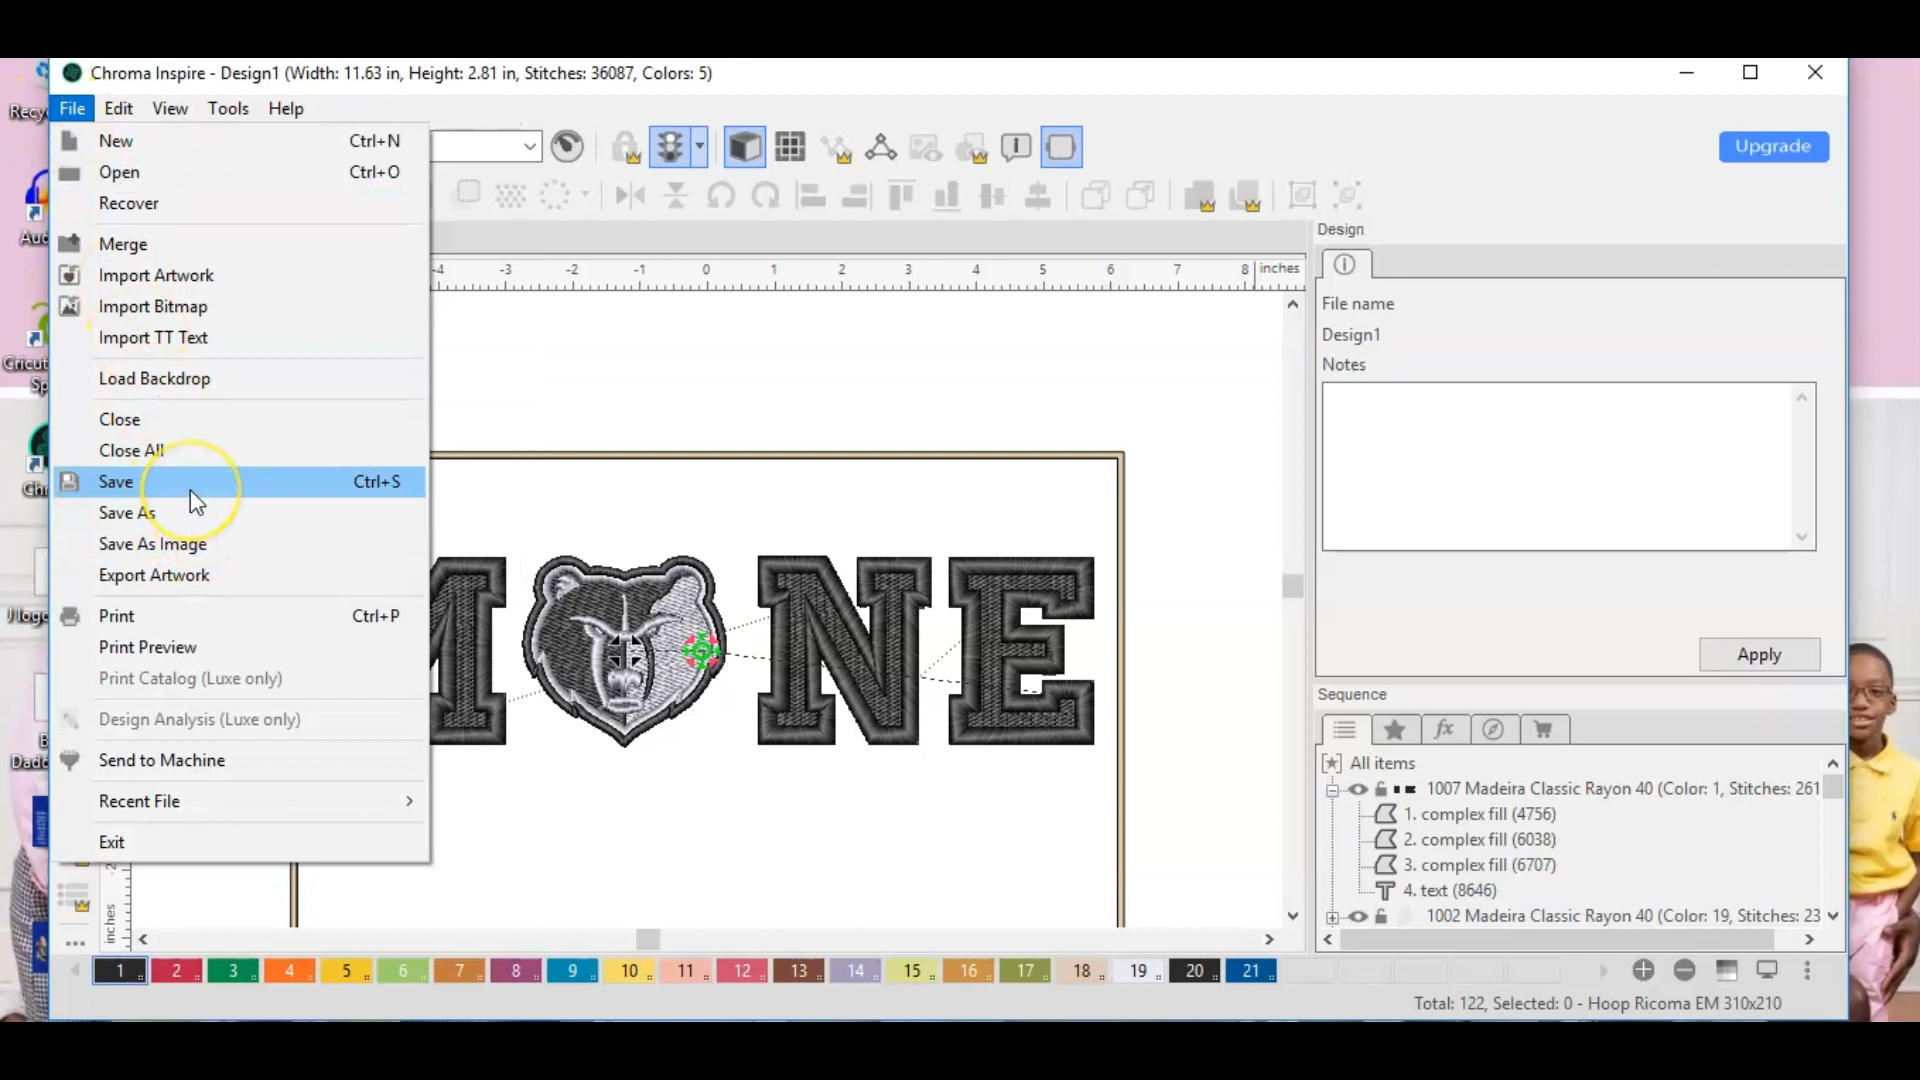 Chroma Inspire - Design1 (Width: 11.63 in, Height: 2.81 in, Stitches: 36087, Colors: 5)
File Edit View Tools Help
New Ctrl+N
Open Ctrl+O
Recover
Merge
Import Artwork
Import Bitmap
Import TT Text
Load Backdrop
Close
Close All
Save Ctrl+S
Save As
Save As Image
Export Artwork
Print Ctrl+P
Print Preview
Print Catalog (Luxe only)
Design Analysis (Luxe only)
Send to Machine
Recent File
Exit
Upgrade
-4 -3 -2 -1 0 1 2 3 4 5 6 7 8 inches
M NE
inches
Design
File name
Design1
Notes
Apply
Sequence
All items
1007 Madeira Classic Rayon 40 (Color: 1, Stitches: 261
1. complex fill (4756)
2. complex fill (6038)
3. complex fill (6707)
4. text (8646)
1002 Madeira Classic Rayon 40 (Color: 19, Stitches: 23
1 2 3 4 5 6 7 8 9 10 11 12 13 14 15 16 17 18 19 20 21
Total: 122, Selected: 0 - Hoop Ricoma EM 310x210